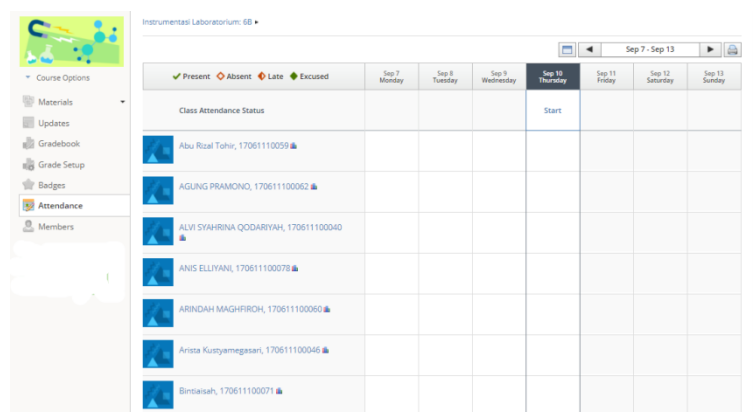 Instrumentasi Laboratorium: 6B
Sep 7 - Sep 13
Course Options
Materials
Updates
Gradebook
Grade Setup
Badges
Attendance
Members
Present Absent Late Excused
Sep 7 Monday
Sep 8 Tuesday
Sep 9 Wednesday
Sep 10 Thursday
Sep 11 Friday
Sep 12 Saturday
Sep 13 Sunday
Class Attendance Status Start
Abu Rizal Tohir, 17061110059
AGUNG PRAMONO, 170611100062
ALVI SYAHRINA QODARIYAH, 170611100040
ANIS ELLIYANI, 170611100078
ARINDAH MAGHFIROH, 170611100060
Arista Kustyamegasari, 170611100046
Bintiaisah, 170611100071